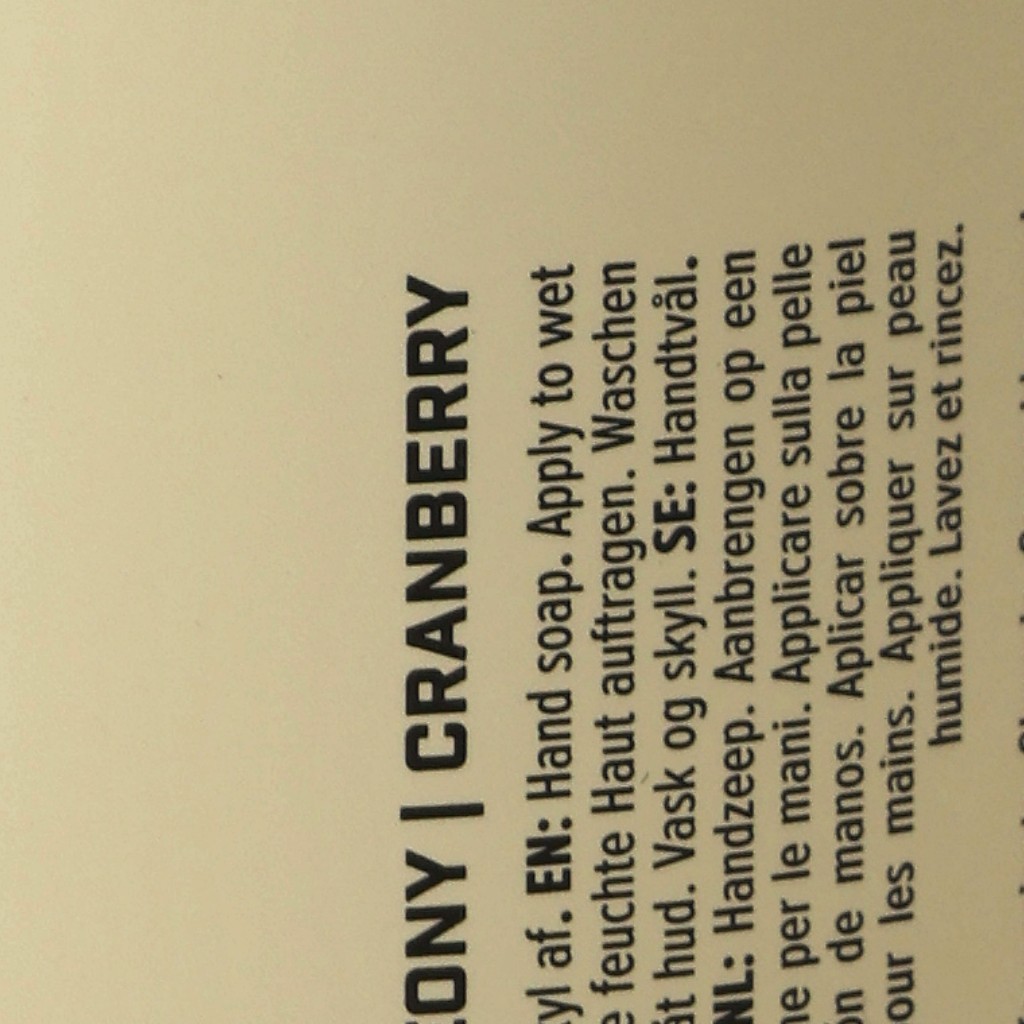 ONY | CRANBERRY
yl af. EN: Hand soap. Apply to wet
feuchte Haut auftragen. Waschen
åt hud. Vask og skyll. SE: Handtvål.
NL: Handzeep. Aanbrengen op een
ne per le mani. Applicare sulla pelle
on de manos. Aplicar sobre la piel
our les mains. Appliquer sur peau
humide. Lavez et rincez.